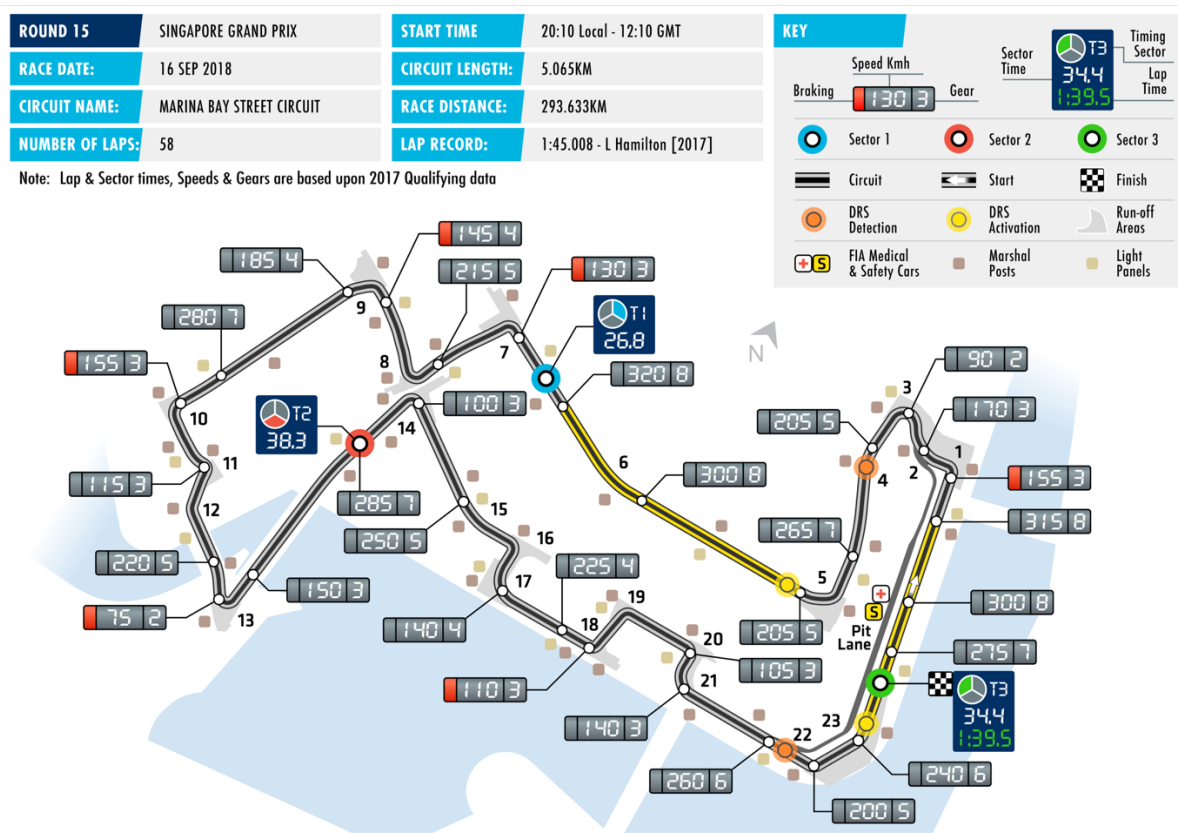 ROUND 15 SINGAPORE GRAND PRIX
RACE DATE: 16 SEP 2018
CIRCUIT NAME: MARINA BAY STREET CIRCUIT
NUMBER OF LAPS: 58
START TIME 20:10 Local - 12:10 GMT
CIRCUIT LENGTH: 5.065KM
RACE DISTANCE: 293.633KM
LAP RECORD: 1:45.008 - L Hamilton [2017]
Note: Lap & Sector times, Speeds & Gears are based upon 2017 Qualifying data
KEY
Speed Kmh
Braking 130 3 Gear
Sector Time
T3
34.4
1:39.5
Timing Sector
Lap Time
Sector 1
Sector 2
Sector 3
Circuit
Start
Finish
DRS Detection
DRS Activation
Run-off Areas
S
FIA Medical & Safety Cars
Marshal Posts
Light Panels
145 4
185 4
215 5
130 3
9
280 7
T1
26.8
7
N
155 3
8
320 8
90 2
3
10
100 3
205 5
170 3
T2
38.3
14
1
11
6
2
4
115 3
300 8
155 3
285 7
12
15
315 8
250 5
16
265 7
220 5
225 4
5
150 3
17
S
300 8
75 2
13
19
140 4
18
205 5
Pit Lane
20
275 7
110 3
105 3
T3
34.4
1:39.5
21
140 3
23
22
260 6
240 6
200 5